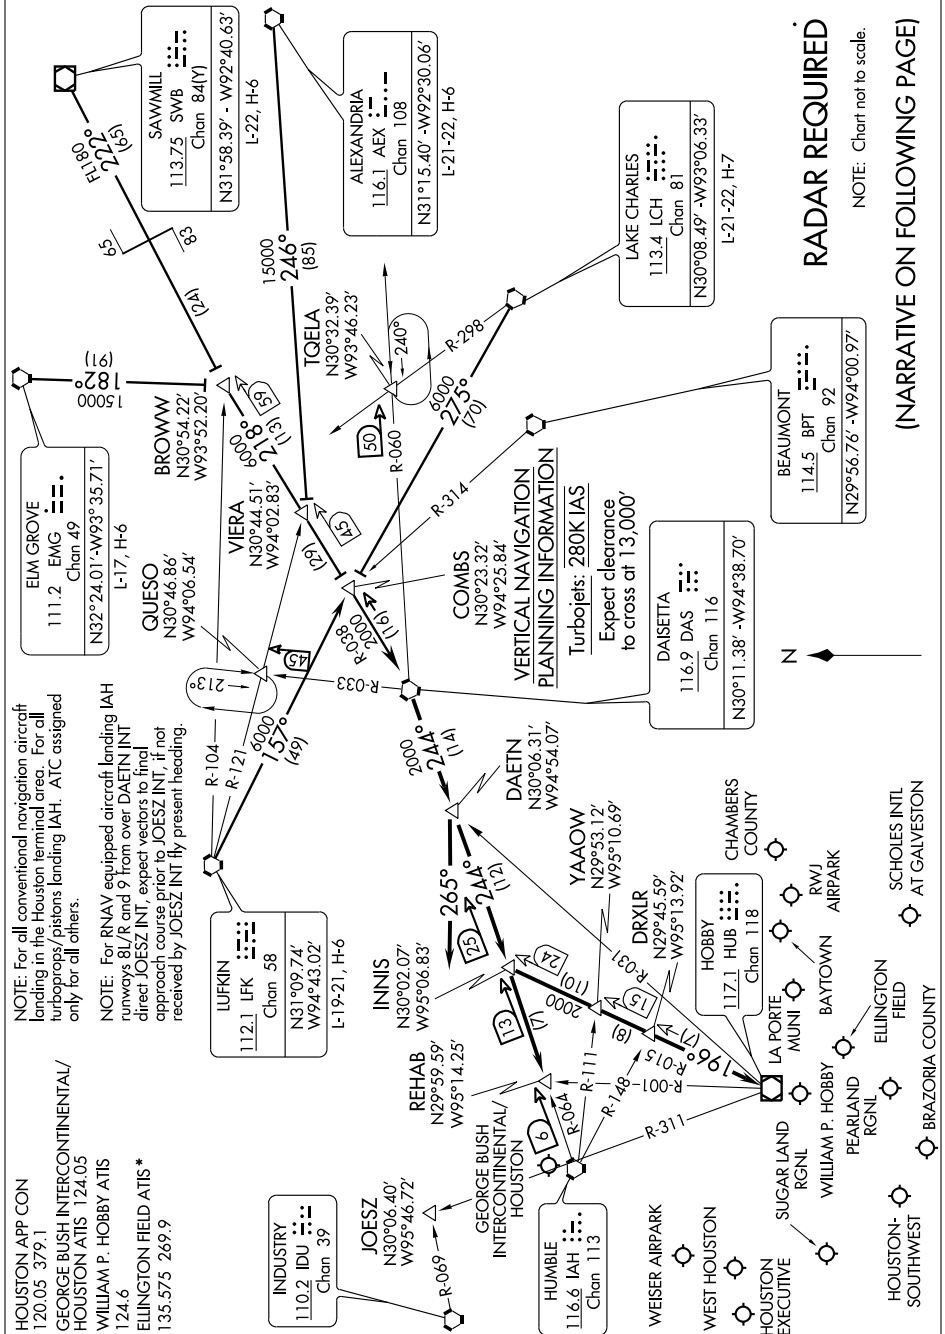 HOUSTON APP CON
120.05 379.1
GEORGE BUSH INTERCONTINENTAL/
HOUSTON ATIS 124.05
WILLIAM P. HOBBY ATIS
124.6
ELLINGTON FIELD ATIS*
135.575 269.9
NOTE: For all conventional navigation aircraft
landing in the Houston terminal area. For all
turboprops/pistons landing IAH. ATC assigned
only for all others.
NOTE: For RNAV equipped aircraft landing IAH
runways 8L/R and 9 from over DAETN INT
direct JOESZ INT, expect vectors to final
approach course prior to JOESZ INT, if not
received by JOESZ INT fly present heading.
ELM GROVE
111.2 EMG
Chan 49
N32°24.01'-W93°35.71'
L-17, H-6
SAWMILL
113.75 SWB
Chan 84(Y)
N31°58.39' - W92°40.63'
L-22, H-6
ALEXANDRIA
116.1 AEX
Chan 108
N31°15.40'-W92°30.06'
L-21-22, H-6
LAKE CHARLES
113.4 LCH
Chan 81
N30°08.49'-W93°06.33'
L-21-22, H-7
BEAUMONT
114.5 BPT
Chan 92
N29°56.76'-W94°00.97'
DAISETTA
116.9 DAS
Chan 116
N30°11.38'-W94°38.70'
LUFKIN
112.1 LFK
Chan 58
N31°09.74'
W94°43.02'
L-19-21, H-6
HOBBY
117.1 HUB
Chan 118
HUMBLE
116.6 IAH
Chan 113
INDUSTRY
110.2 IDU
Chan 39
FL180
222°
(65)
65
83
(24)
15000
182°
(91)
15000
246°
(85)
BROWW
N30°54.22'
W93°52.20'
59
6000
218°
(13)
VIERA
N30°44.51'
W94°02.83'
45
(29)
QUESO
N30°46.86'
W94°06.54'
213°
45
R-104
R-121
6000
157°
(49)
R-033
TQELA
N30°32.39'
W93°46.23'
240°
50
R-060
R-298
6000
275°
(70)
R-314
COMBS
N30°23.32'
W94°25.84'
R-038
2000
(16)
VERTICAL NAVIGATION
PLANNING INFORMATION
Turbojets: 280K IAS
Expect clearance
to cross at 13,000'
2000
244°
(14)
DAETN
N30°06.31'
W94°54.07'
265°
244°
(12)
25
INNIS
N30°02.07'
W95°06.83'
24
2000
(10)
YAAOW
N29°53.12'
W95°10.69'
15
(8)
DRXLR
N29°45.59'
W95°13.92'
(7)
R-015
196°
R-031
REHAB
N29°59.59'
W95°14.25'
13
(7)
6
R-064
R-111
R-148
R-001
R-311
JOESZ
N30°06.40'
W95°46.72'
R-069
GEORGE BUSH
INTERCONTINENTAL/
HOUSTON
WEISER AIRPARK
WEST HOUSTON
HOUSTON
EXECUTIVE
SUGAR LAND
RGNL
HOUSTON-
SOUTHWEST
WILLIAM P. HOBBY
PEARLAND
RGNL
BRAZORIA COUNTY
ELLINGTON
FIELD
LA PORTE
MUNI
BAYTOWN
RWJ
AIRPARK
CHAMBERS
COUNTY
SCHOLES INTL
AT GALVESTON
N
RADAR REQUIRED
NOTE: Chart not to scale.
(NARRATIVE ON FOLLOWING PAGE)